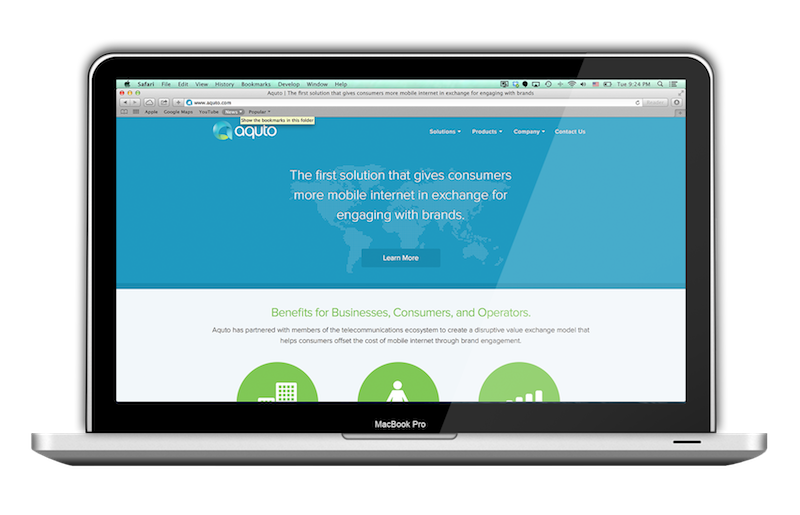 Safari File Edit View History Bookmarks Develop Window Help Tue 9:24 PM
Aquto | The first solution that gives consumers more mobile internet in exchange for engaging with brands
www.aquto.com Reader
Apple Google Maps YouTube News Popular
Show the bookmarks in this folder
aquto Solutions Products Company Contact Us
The first solution that gives consumers
more mobile internet in exchange for
engaging with brands.
Learn More
Benefits for Businesses, Consumers, and Operators.
Aquto has partnered with members of the telecommunications ecosystem to create a disruptive value exchange model that
helps consumers offset the cost of mobile internet through brand engagement.
MacBook Pro